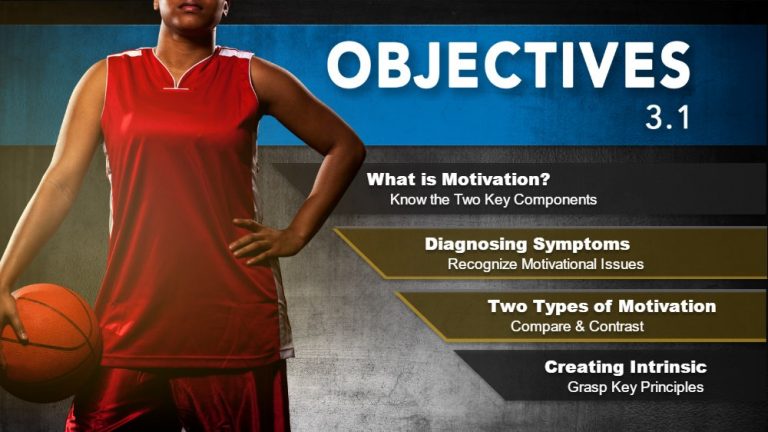 OBJECTIVES
3.1
What is Motivation?
Know the Two Key Components
Diagnosing Symptoms
Recognize Motivational Issues
Two Types of Motivation
Compare & Contrast
Creating Intrinsic
Grasp Key Principles